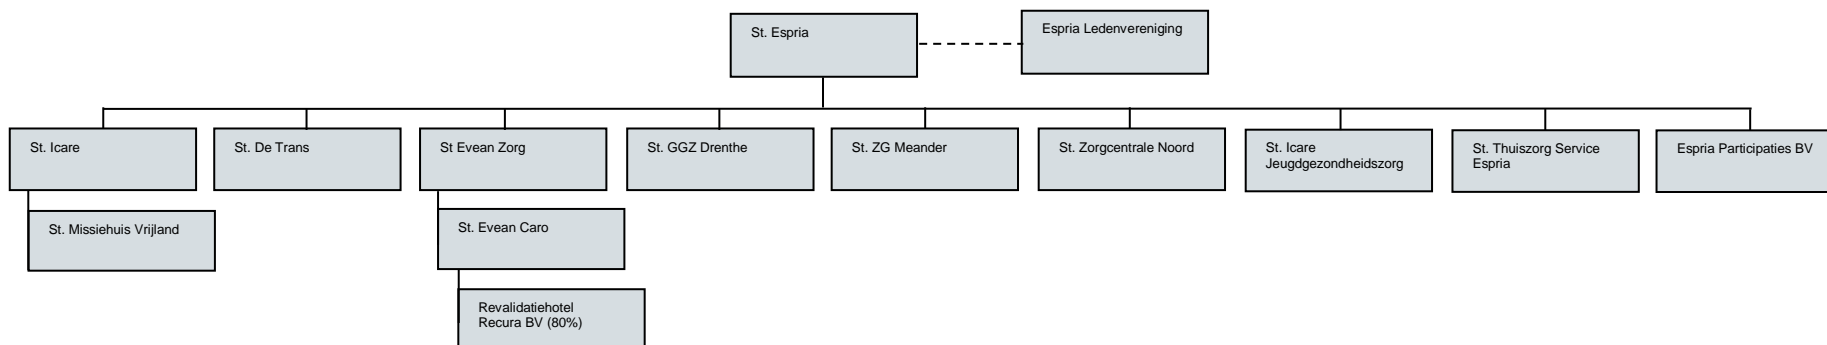 St. Espria
Espria Ledenvereniging
St. Icare
St. De Trans
St Evean Zorg
St. GGZ Drenthe
St. ZG Meander
St. Zorgcentrale Noord
St. Icare
Jeugdgezondheidszorg
St. Thuiszorg Service
Espria
Espria Participaties BV
St. Missiehuis Vrijland
St. Evean Caro
Revalidatiehotel
Recura BV (80%)